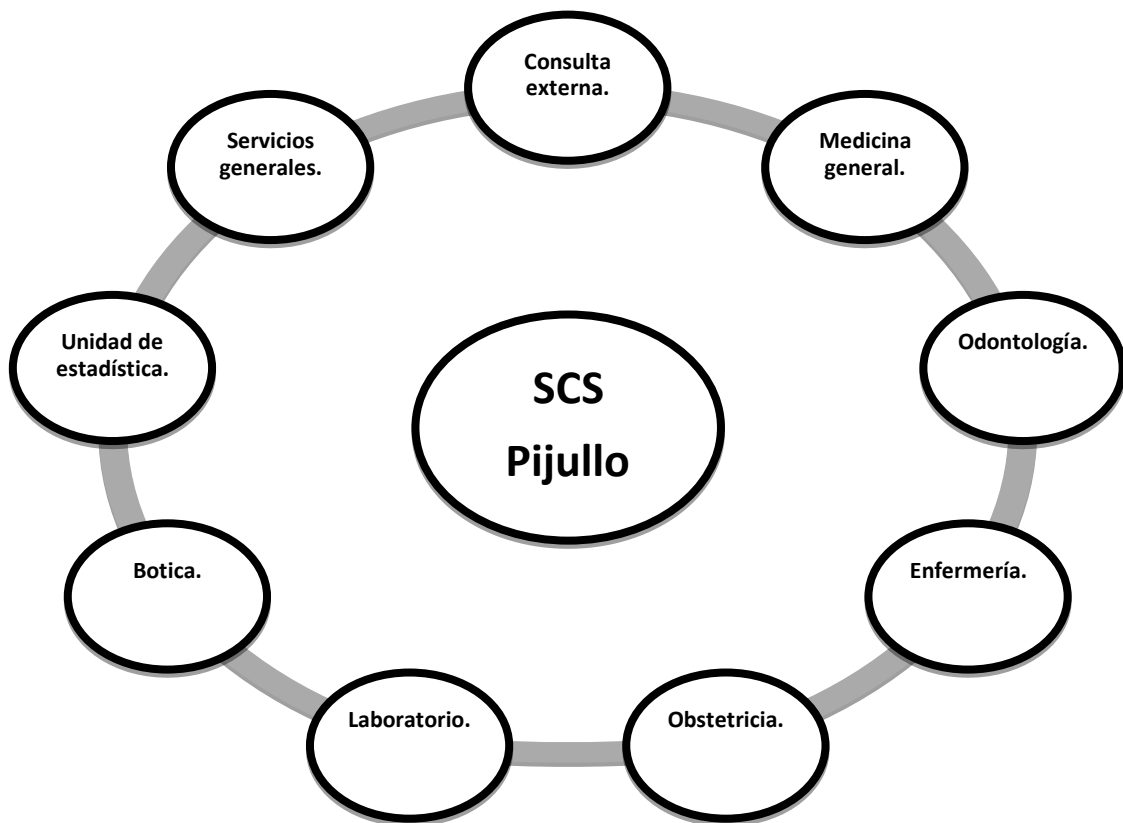 Consulta
externa.
Medicina
general.
Odontología.
Enfermería.
Obstetricia.
Laboratorio.
Botica.
Unidad de
estadística.
Servicios
generales.
SCS
Pijullo